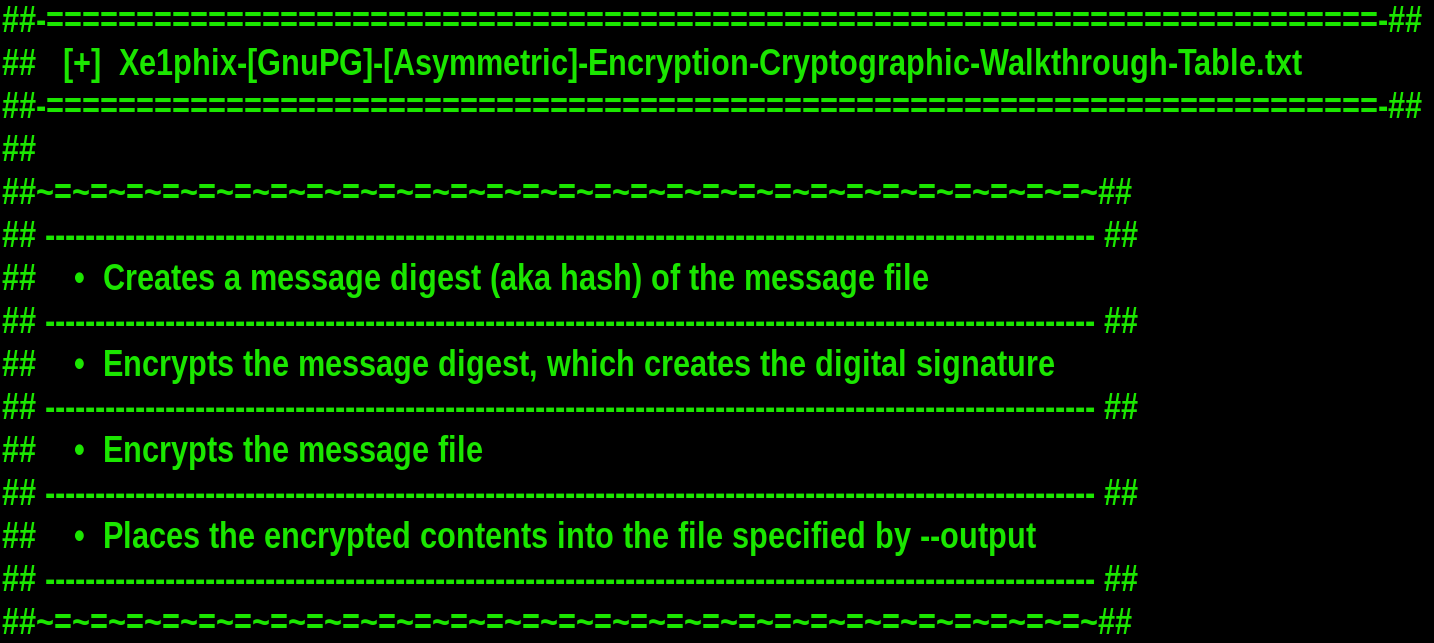 ##-==========================================================================-##
##   [+]  Xe1phix-[GnuPG]-[Asymmetric]-Encryption-Cryptographic-Walkthrough-Table.txt
##-==========================================================================-##
##
##~=~=~=~=~=~=~=~=~=~=~=~=~=~=~=~=~=~=~=~=~=~=~=~=~=~=~=~=~=~##
## --------------------------------------------------------------------------------------------------------- ##
##    •  Creates a message digest (aka hash) of the message file
## --------------------------------------------------------------------------------------------------------- ##
##    •  Encrypts the message digest, which creates the digital signature
## --------------------------------------------------------------------------------------------------------- ##
##    •  Encrypts the message file
## --------------------------------------------------------------------------------------------------------- ##
##    •  Places the encrypted contents into the file specified by --output
## --------------------------------------------------------------------------------------------------------- ##
##~=~=~=~=~=~=~=~=~=~=~=~=~=~=~=~=~=~=~=~=~=~=~=~=~=~=~=~=~=~##